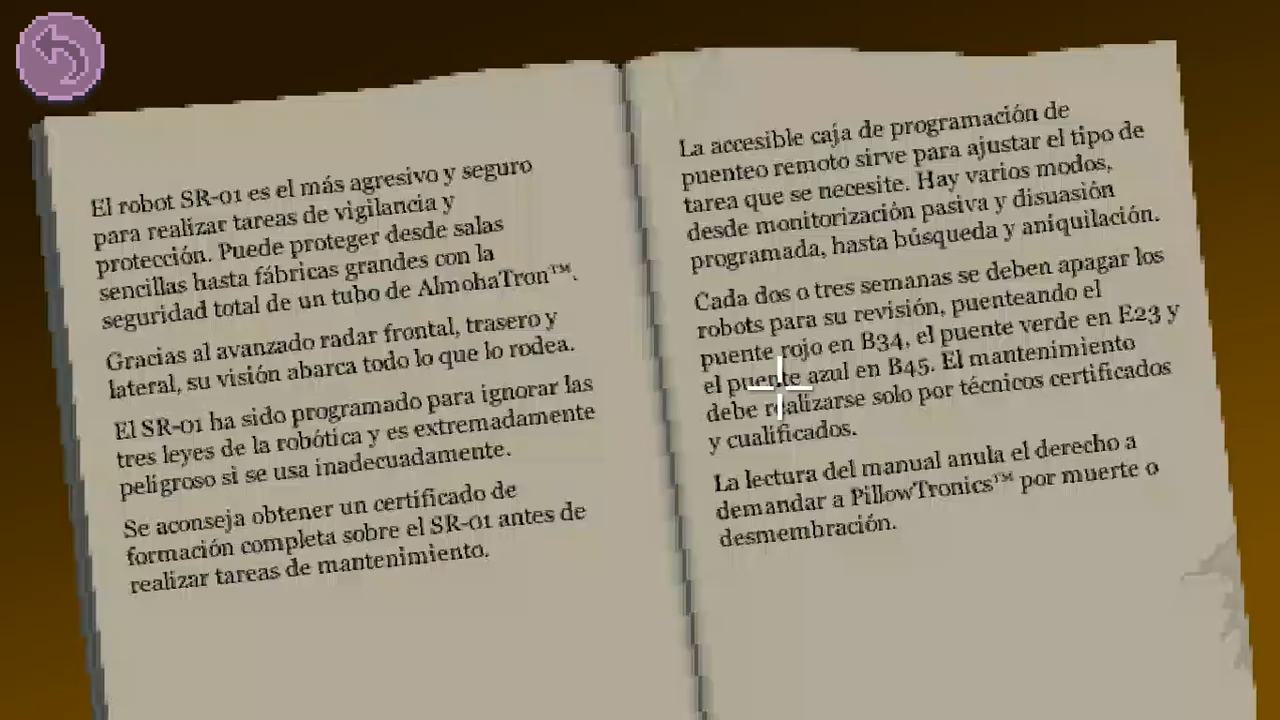 El robot SR-01 es el más agresivo y seguro
para realizar tareas de vigilancia y
protección. Puede proteger desde salas
sencillas hasta fábricas grandes con la
seguridad total de un tubo de AlmohaTron™.
Gracias al avanzado radar frontal, trasero y
lateral, su visión abarca todo lo que lo rodea.
El SR-01 ha sido programado para ignorar las
tres leyes de la robótica y es extremadamente
peligroso si se usa inadecuadamente.
Se aconseja obtener un certificado de
formación completa sobre el SR-01 antes de
realizar tareas de mantenimiento.
La accesible caja de programación de
puenteo remoto sirve para ajustar el tipo de
tarea que se necesite. Hay varios modos,
desde monitorización pasiva y disuasión
programada, hasta búsqueda y aniquilación.
Cada dos o tres semanas se deben apagar los
robots para su revisión, puenteando el
puente rojo en B34, el puente verde en E23 y
el puente azul en B45. El mantenimiento
debe realizarse solo por técnicos certificados
y cualificados.
La lectura del manual anula el derecho a
demandar a PillowTronics™ por muerte o
desmembración.